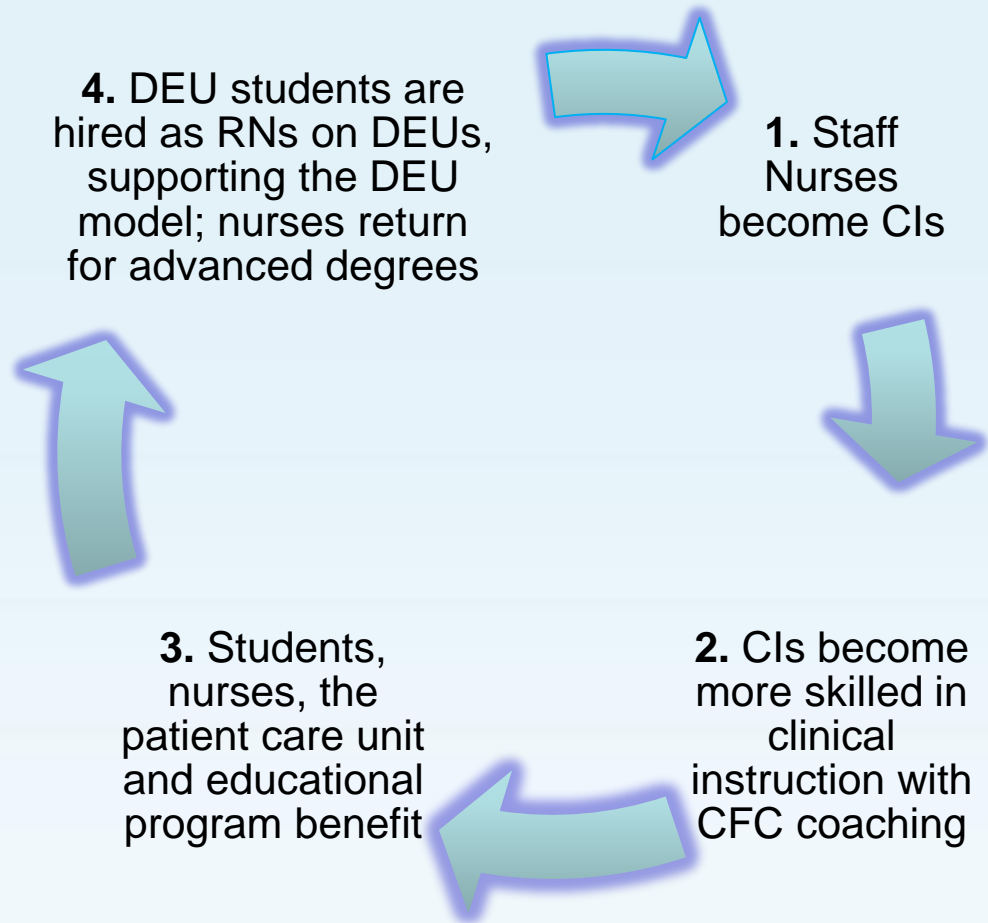 4. DEU students are
hired as RNs on DEUs,
supporting the DEU
model; nurses return
for advanced degrees
1. Staff
Nurses
become CIs
2. CIs become
more skilled in
clinical
instruction with
CFC coaching
3. Students,
nurses, the
patient care unit
and educational
program benefit